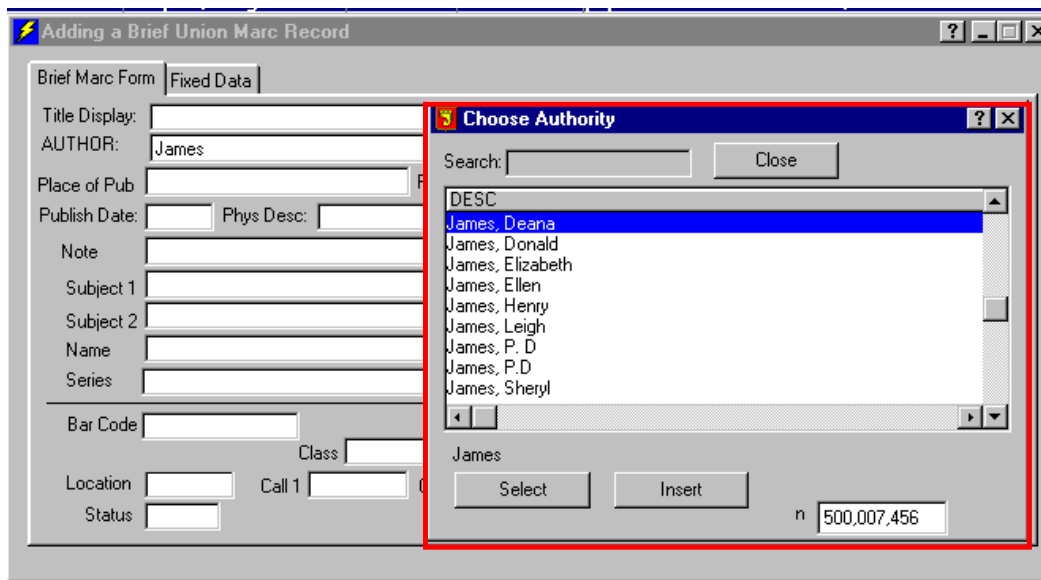 Adding a Brief Union Marc Record
Brief Marc Form Fixed Data
Title Display:
AUTHOR: James
Place of Pub
Publish Date: Phys Desc:
Note
Subject 1
Subject 2
Name
Series
Bar Code
Class
Location Call 1
Status
Choose Authority
Search: Close
DESC
James, Deana
James, Donald
James, Elizabeth
James, Ellen
James, Henry
James, Leigh
James, P. D
James, P.D
James, Sheryl
James
Select Insert
n 500,007,456